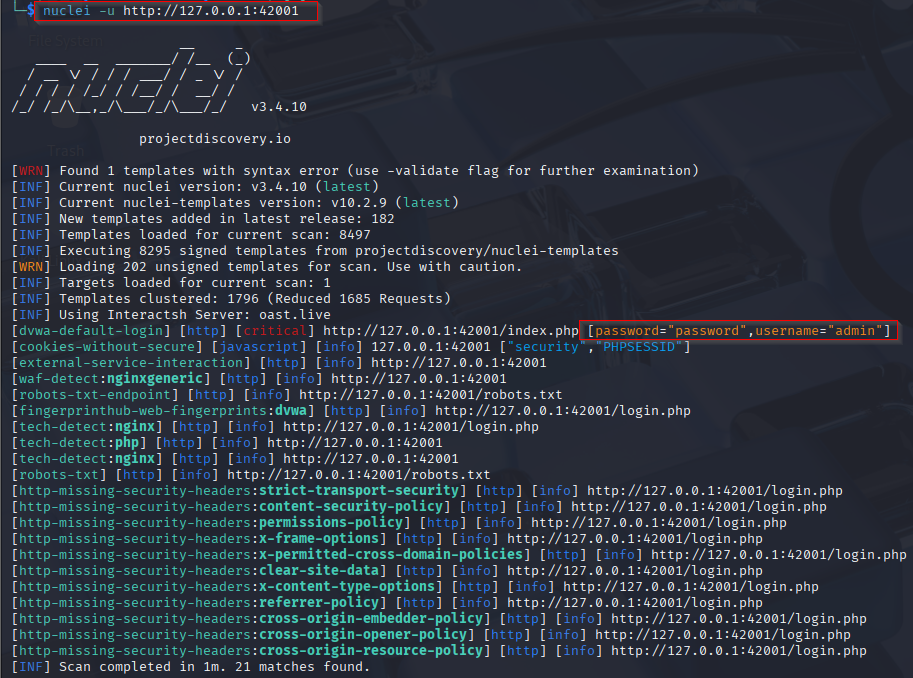 └─$ nuclei -u http://127.0.0.1:42001
File System
nuclei v3.4.10
projectdiscovery.io
Trash
[WRN] Found 1 templates with syntax error (use -validate flag for further examination)
[INF] Current nuclei version: v3.4.10 (latest)
[INF] Current nuclei-templates version: v10.2.9 (latest)
[INF] New templates added in latest release: 182
[INF] Templates loaded for current scan: 8497
[INF] Executing 8295 signed templates from projectdiscovery/nuclei-templates
[WRN] Loading 202 unsigned templates for scan. Use with caution.
[INF] Targets loaded for current scan: 1
[INF] Templates clustered: 1796 (Reduced 1685 Requests)
[INF] Using Interactsh Server: oast.live
[dvwa-default-login] [http] [critical] http://127.0.0.1:42001/index.php [password="password",username="admin"]
[cookies-without-secure] [javascript] [info] 127.0.0.1:42001 ["security","PHPSESSID"]
[external-service-interaction] [http] [info] http://127.0.0.1:42001
[waf-detect:nginxgeneric] [http] [info] http://127.0.0.1:42001
[robots-txt-endpoint] [http] [info] http://127.0.0.1:42001/robots.txt
[fingerprinthub-web-fingerprints:dvwa] [http] [info] http://127.0.0.1:42001/login.php
[tech-detect:nginx] [http] [info] http://127.0.0.1:42001/login.php
[tech-detect:php] [http] [info] http://127.0.0.1:42001
[tech-detect:nginx] [http] [info] http://127.0.0.1:42001
[robots-txt] [http] [info] http://127.0.0.1:42001/robots.txt
[http-missing-security-headers:strict-transport-security] [http] [info] http://127.0.0.1:42001/login.php
[http-missing-security-headers:content-security-policy] [http] [info] http://127.0.0.1:42001/login.php
[http-missing-security-headers:permissions-policy] [http] [info] http://127.0.0.1:42001/login.php
[http-missing-security-headers:x-frame-options] [http] [info] http://127.0.0.1:42001/login.php
[http-missing-security-headers:x-permitted-cross-domain-policies] [http] [info] http://127.0.0.1:42001/login.php
[http-missing-security-headers:clear-site-data] [http] [info] http://127.0.0.1:42001/login.php
[http-missing-security-headers:x-content-type-options] [http] [info] http://127.0.0.1:42001/login.php
[http-missing-security-headers:referrer-policy] [http] [info] http://127.0.0.1:42001/login.php
[http-missing-security-headers:cross-origin-embedder-policy] [http] [info] http://127.0.0.1:42001/login.php
[http-missing-security-headers:cross-origin-opener-policy] [http] [info] http://127.0.0.1:42001/login.php
[http-missing-security-headers:cross-origin-resource-policy] [http] [info] http://127.0.0.1:42001/login.php
[INF] Scan completed in 1m. 21 matches found.